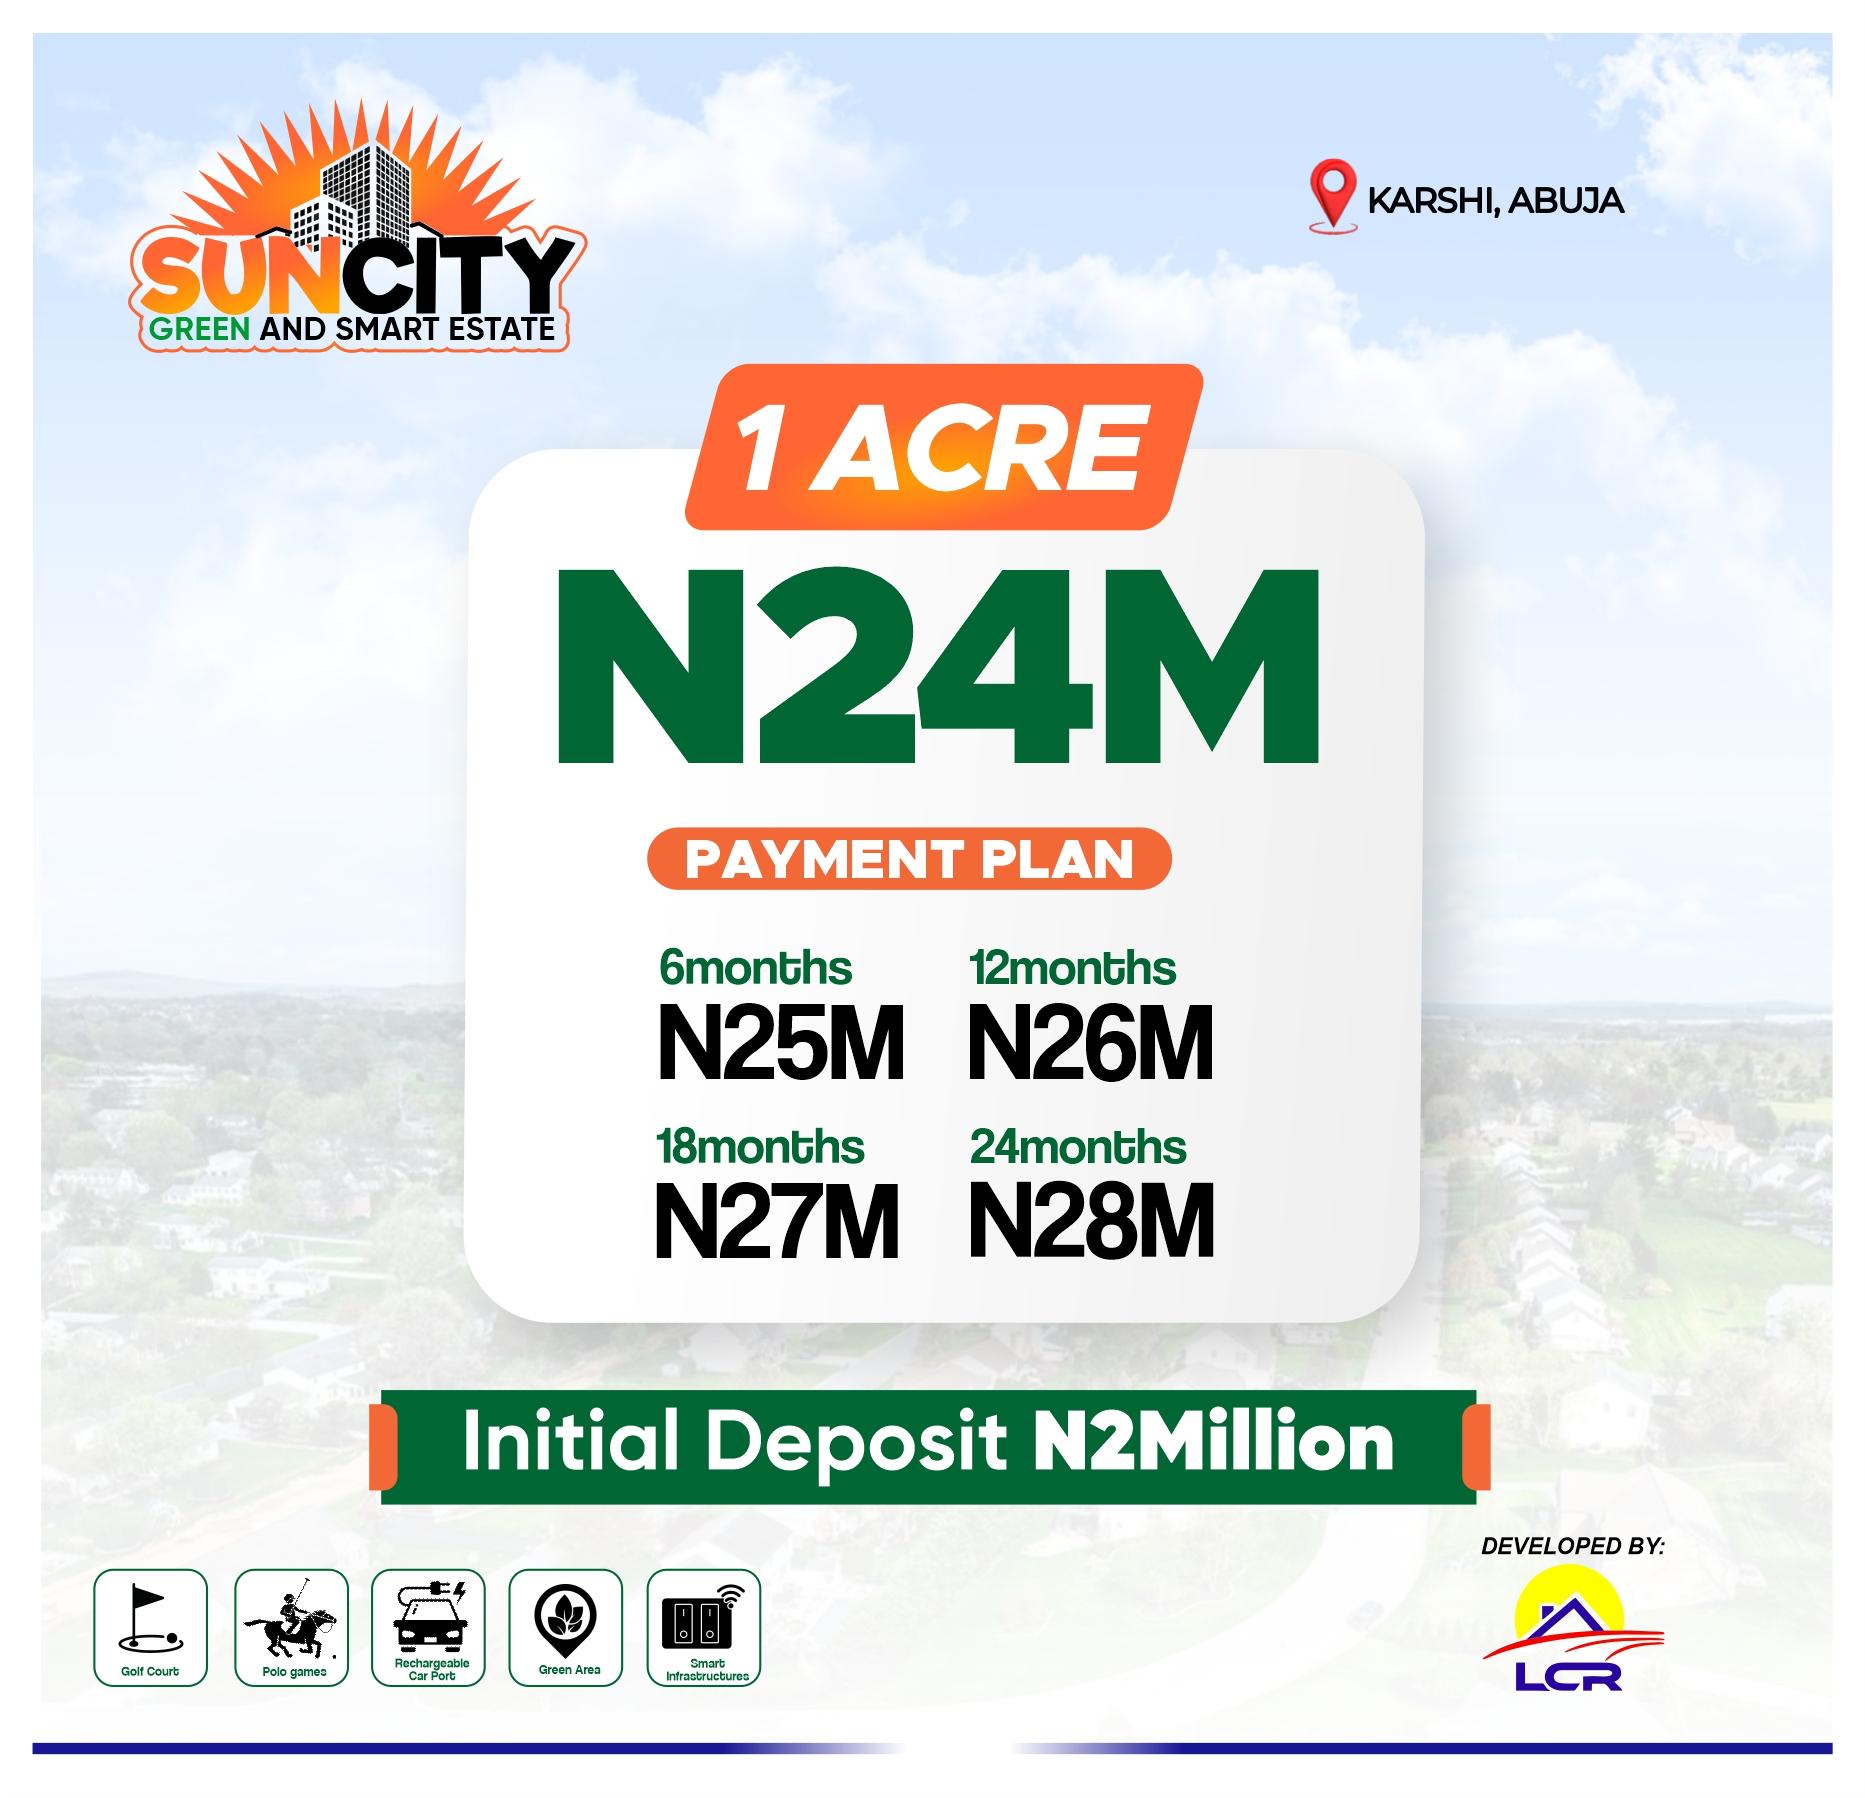 SUNCITY
GREEN AND SMART ESTATE
KARSHI, ABUJA
1 ACRE
N24M
PAYMENT PLAN
6months
N25M
12months
N26M
18months
N27M
24months
N28M
Initial Deposit N2Million
Golf Court
Polo games
Rechargeable
Car Port
Green Area
Smart
Infrastructures
DEVELOPED BY:
LCR